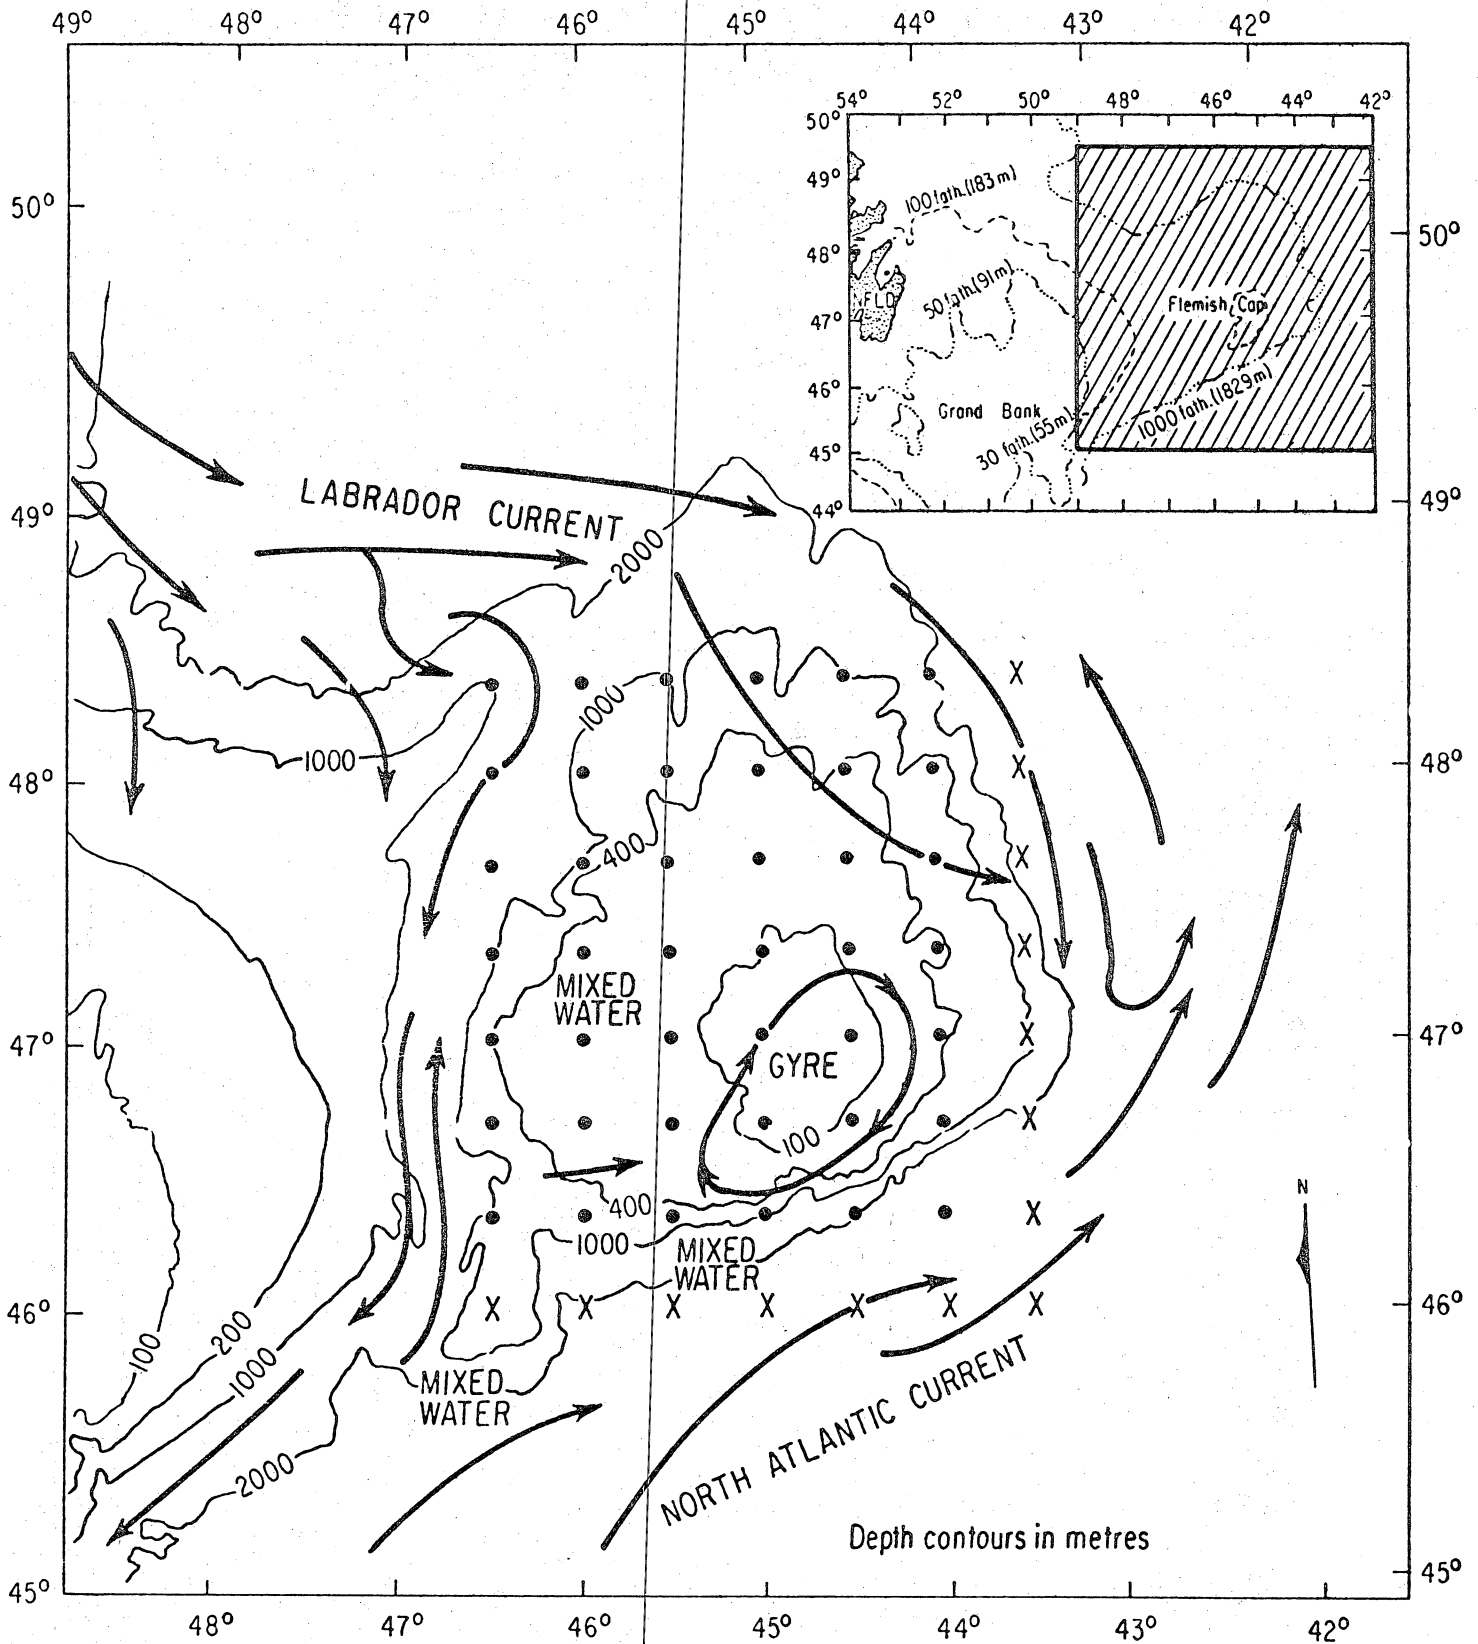 49° 48° 47° 46° 45° 44° 43° 42°
54° 52° 50° 48° 46° 44° 42°
50°
49°
48°
47°
46°
45°
44°
100 fath.(183 m)
50 fath.(91m)
NFLD
Flemish Cap
Grand Bank
30 fath.(55m)
1000 fath.(1829m)
50° 50°
LABRADOR CURRENT
49° 49°
2000
1000
1000
48° 48°
400
MIXED
WATER
47° 47°
GYRE
100
400
1000
MIXED
WATER
N
46° 46°
100
200
1000
MIXED
WATER
2000
NORTH ATLANTIC CURRENT
Depth contours in metres
45° 45°
48° 47° 46° 45° 44° 43° 42°